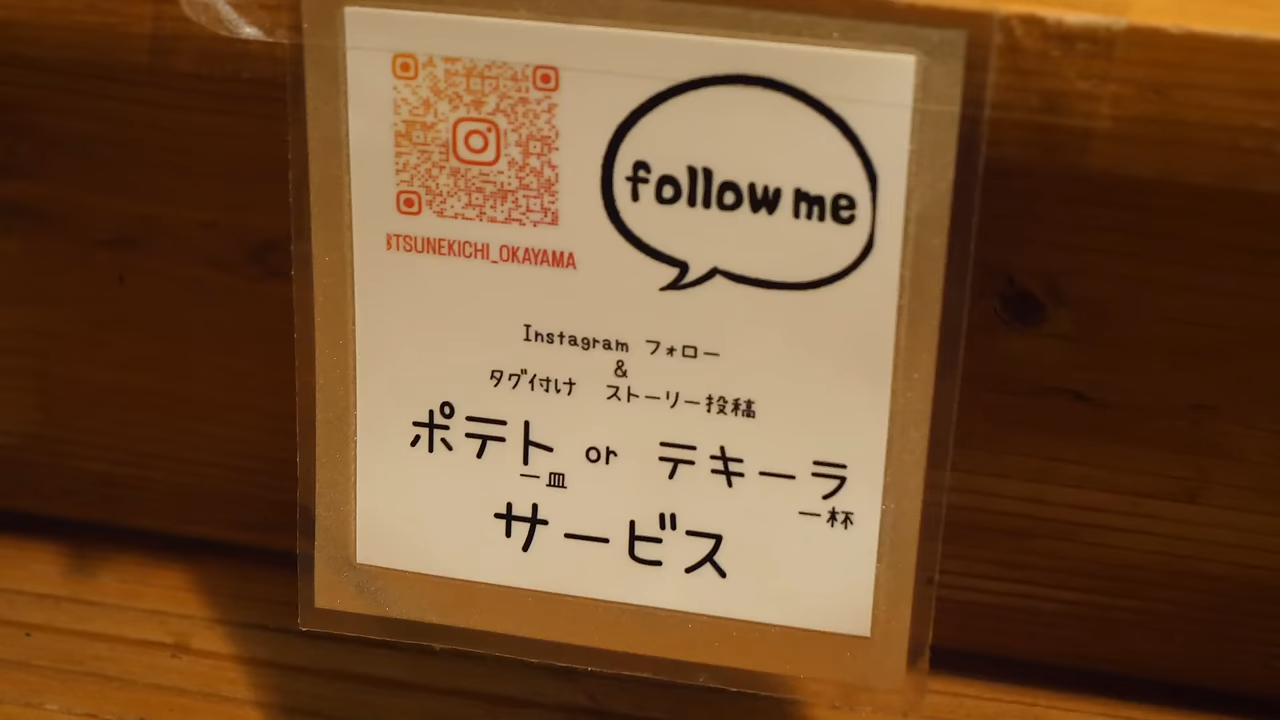 TSUNEKICHI_OKAYAMA
follow me
Instagram フォロー
&
タグ付け ストーリー投稿
ポテト or テキーラ
一皿
一杯
サービス